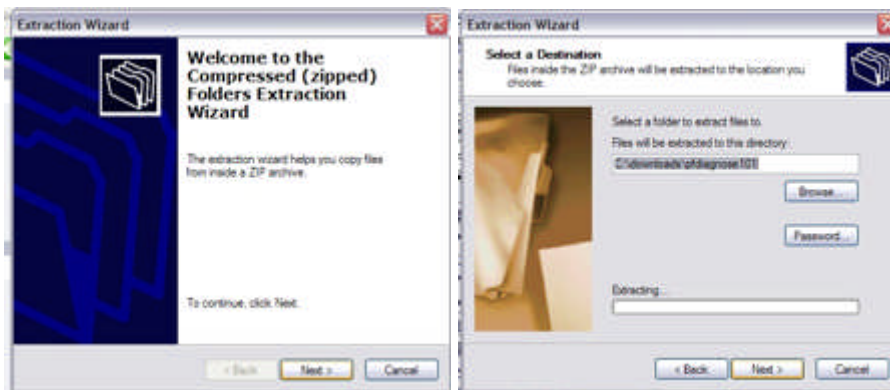 Extraction Wizard
Welcome to the
Compressed (zipped)
Folders Extraction
Wizard
The extraction wizard helps you copy files
from inside a ZIP archive.
To continue, click Next.
< Back
Next >
Cancel
Extraction Wizard
Select a Destination
Files inside the ZIP archive will be extracted to the location you
choose.
Select a folder to extract files to.
Files will be extracted to this directory:
C:\downloads\pfdiagnose101
Browse...
Password...
Extracting...
< Back
Next >
Cancel